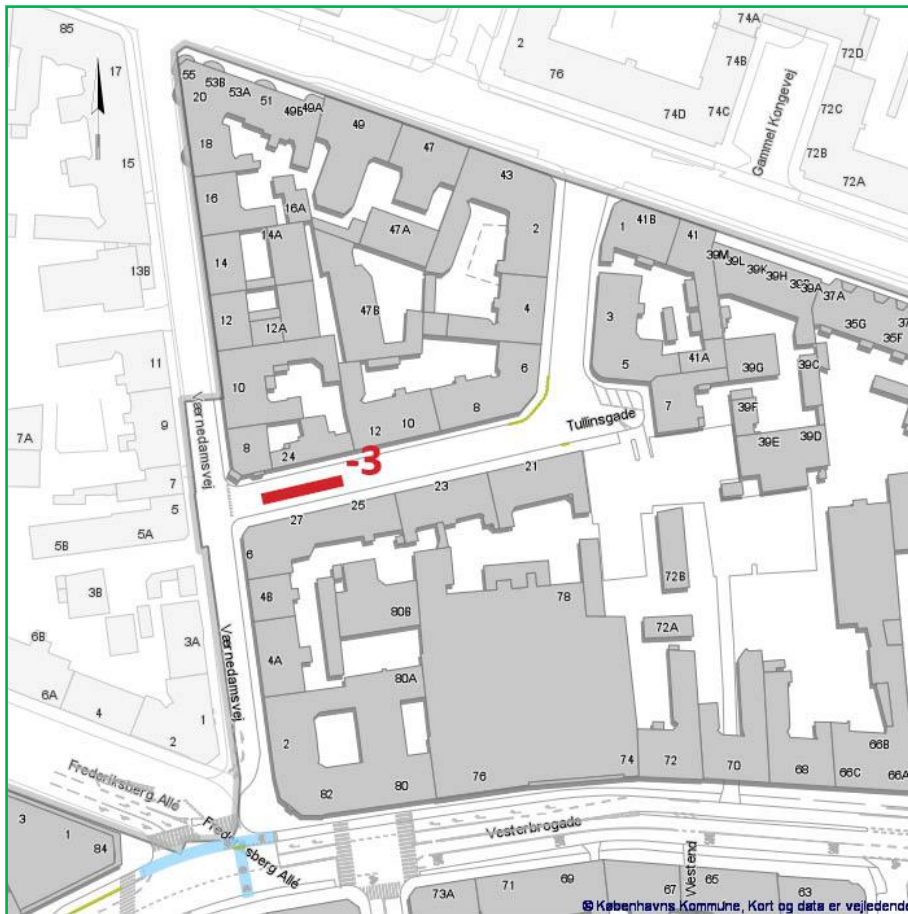 85
17
15
13B
11
9
7A
7
5
5A
5B
3B
3A
6B
6A
4
2
1
55
53B
53A
51
49B
49A
20
18
16
16A
14A
14
12
12A
10
8
24
49
47
43
47A
47B
2
4
6
12
10
8
2
76
74A
74B
74C
74D
72D
72C
72B
72A
Gammel Kongevej
1
41B
41
39M
39L
39K
39H
39A
37A
35G
35F
3
5
41A
39G
39C
7
39F
39E
39D
Tullinsgade
Værnedamsvej
-3
27
25
23
21
6
4B
4A
2
80B
80A
78
72B
72A
82
80
76
74
72
70
68
66C
66B
66A
Værnedamsvej
Frederiksberg Allé
Frederiksberg Allé
Vesterbrogade
Westend
3
1
84
73A
71
69
67
65
63
© Københavns Kommune, Kort og data er vejledende